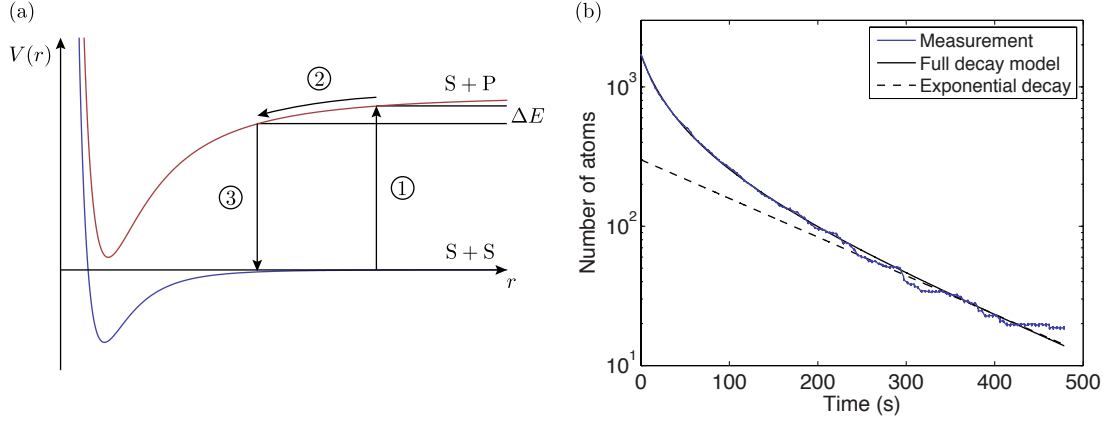 (a)
V(r)
②
S + P
ΔE
③
①
S + S
r
(b)
Measurement
Full decay model
Exponential decay
Number of atoms
10³
10²
10¹
0
100
200
300
400
500
Time (s)